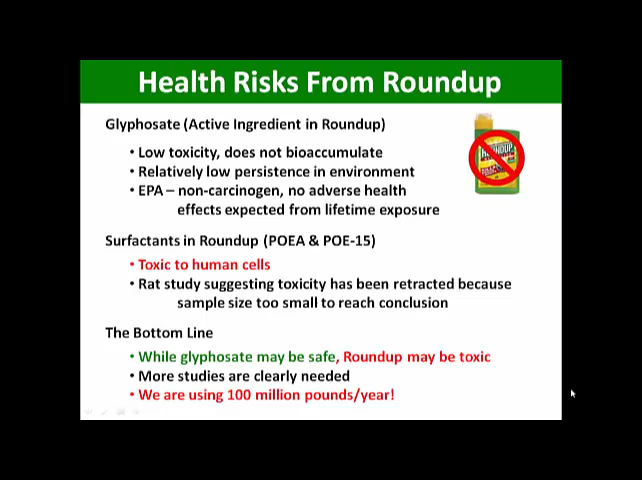 Health Risks From Roundup
Glyphosate (Active Ingredient in Roundup)
• Low toxicity, does not bioaccumulate
• Relatively low persistence in environment
• EPA – non-carcinogen, no adverse health
effects expected from lifetime exposure
ROUNDUP
Surfactants in Roundup (POEA & POE-15)
• Toxic to human cells
• Rat study suggesting toxicity has been retracted because
sample size too small to reach conclusion
The Bottom Line
• While glyphosate may be safe, Roundup may be toxic
• More studies are clearly needed
• We are using 100 million pounds/year!